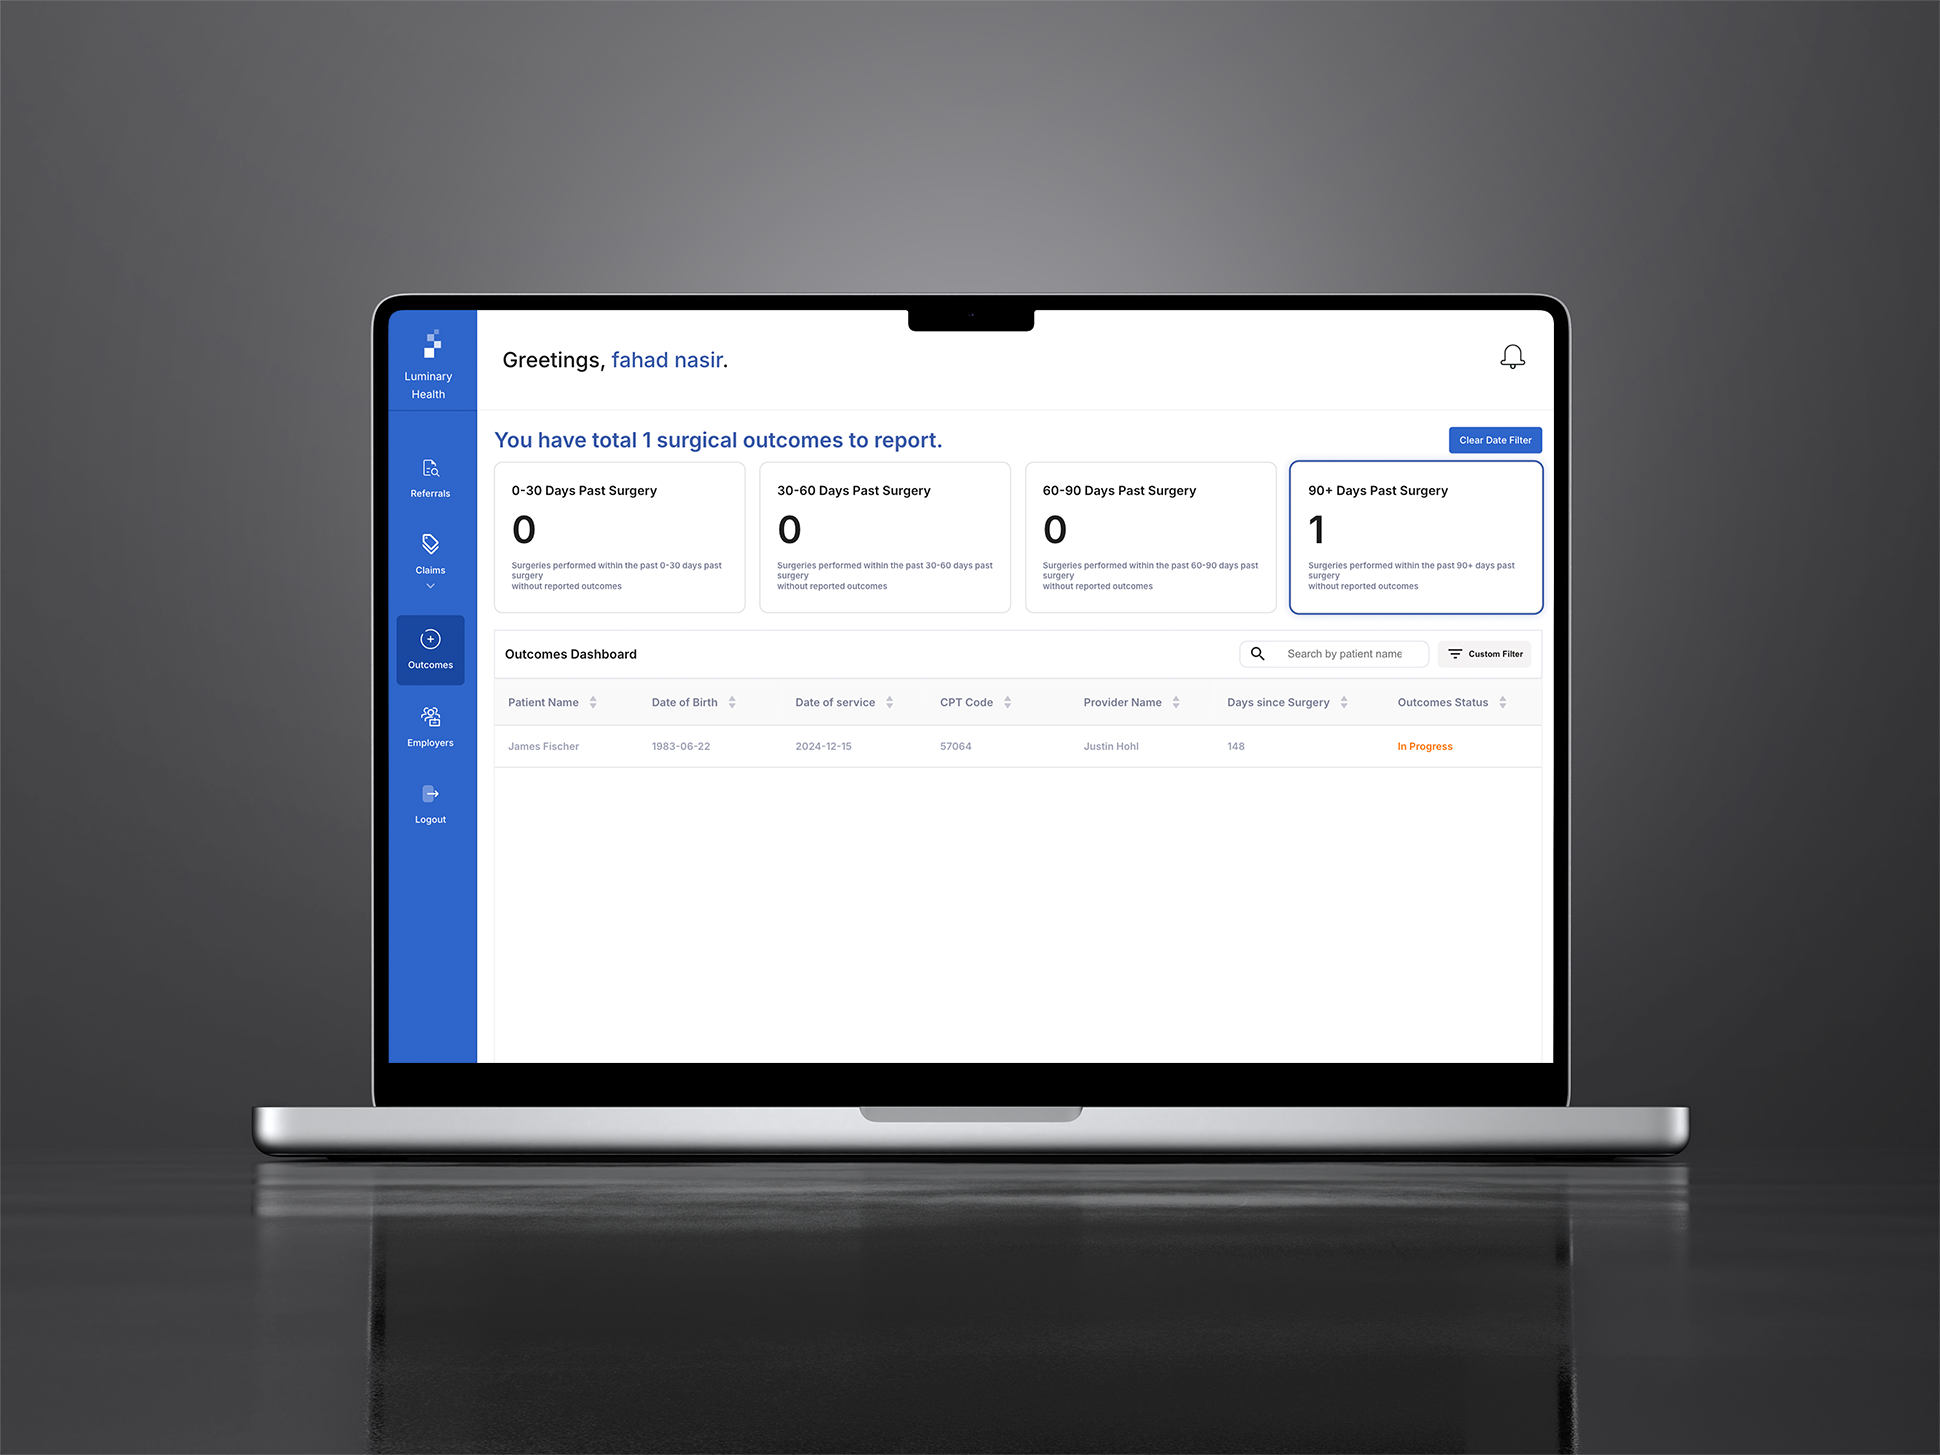 Luminary
Health
Referrals
Claims
Outcomes
Employers
Logout
Greetings, fahad nasir.
You have total 1 surgical outcomes to report.
Clear Date Filter
0-30 Days Past Surgery
0
Surgeries performed within the past 0-30 days past
surgery
without reported outcomes
30-60 Days Past Surgery
0
Surgeries performed within the past 30-60 days past
surgery
without reported outcomes
60-90 Days Past Surgery
0
Surgeries performed within the past 60-90 days past
surgery
without reported outcomes
90+ Days Past Surgery
1
Surgeries performed within the past 90+ days past
surgery
without reported outcomes
Outcomes Dashboard
Search by patient name
Custom Filter
Patient Name Date of Birth Date of service CPT Code Provider Name Days since Surgery Outcomes Status
James Fischer 1983-06-22 2024-12-15 57064 Justin Hohl 148 In Progress